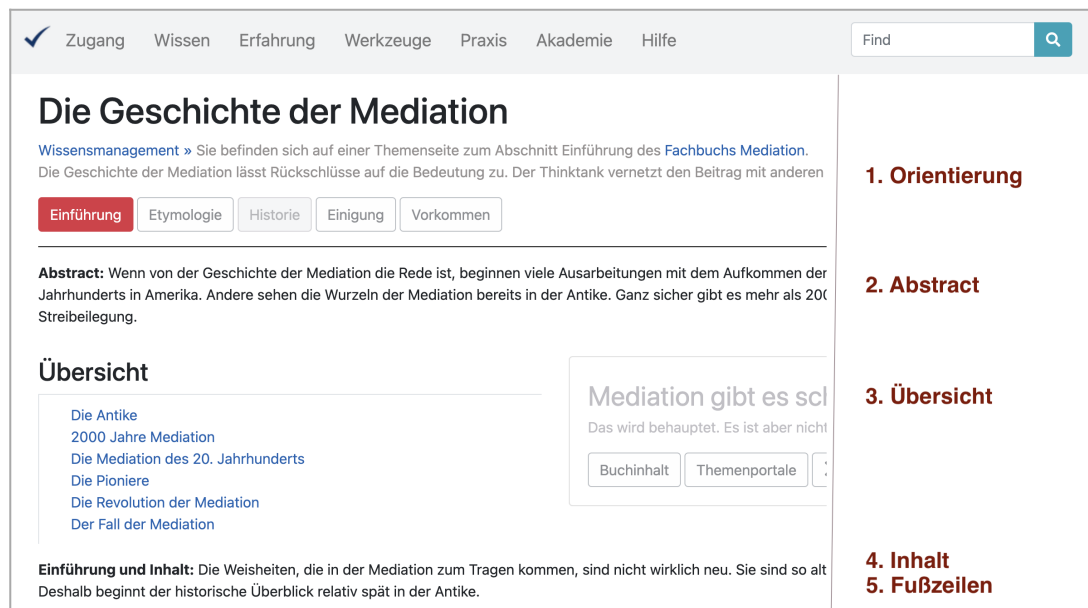 Zugang Wissen Erfahrung Werkzeuge Praxis Akademie Hilfe Find
Die Geschichte der Mediation
Wissensmanagement » Sie befinden sich auf einer Themenseite zum Abschnitt Einführung des Fachbuchs Mediation.
Die Geschichte der Mediation lässt Rückschlüsse auf die Bedeutung zu. Der Thinktank vernetzt den Beitrag mit anderen
1. Orientierung
Einführung Etymologie Historie Einigung Vorkommen
Abstract: Wenn von der Geschichte der Mediation die Rede ist, beginnen viele Ausarbeitungen mit dem Aufkommen der
Jahrhunderts in Amerika. Andere sehen die Wurzeln der Mediation bereits in der Antike. Ganz sicher gibt es mehr als 200
Streibeilegung.
2. Abstract
Übersicht
Die Antike
2000 Jahre Mediation
Die Mediation des 20. Jahrhunderts
Die Pioniere
Die Revolution der Mediation
Der Fall der Mediation
Mediation gibt es
Das wird behauptet. Es ist aber nicht
Buchinhalt Themenportale
3. Übersicht
Einführung und Inhalt: Die Weisheiten, die in der Mediation zum Tragen kommen, sind nicht wirklich neu. Sie sind so alt
Deshalb beginnt der historische Überblick relativ spät in der Antike.
4. Inhalt
5. Fußzeilen